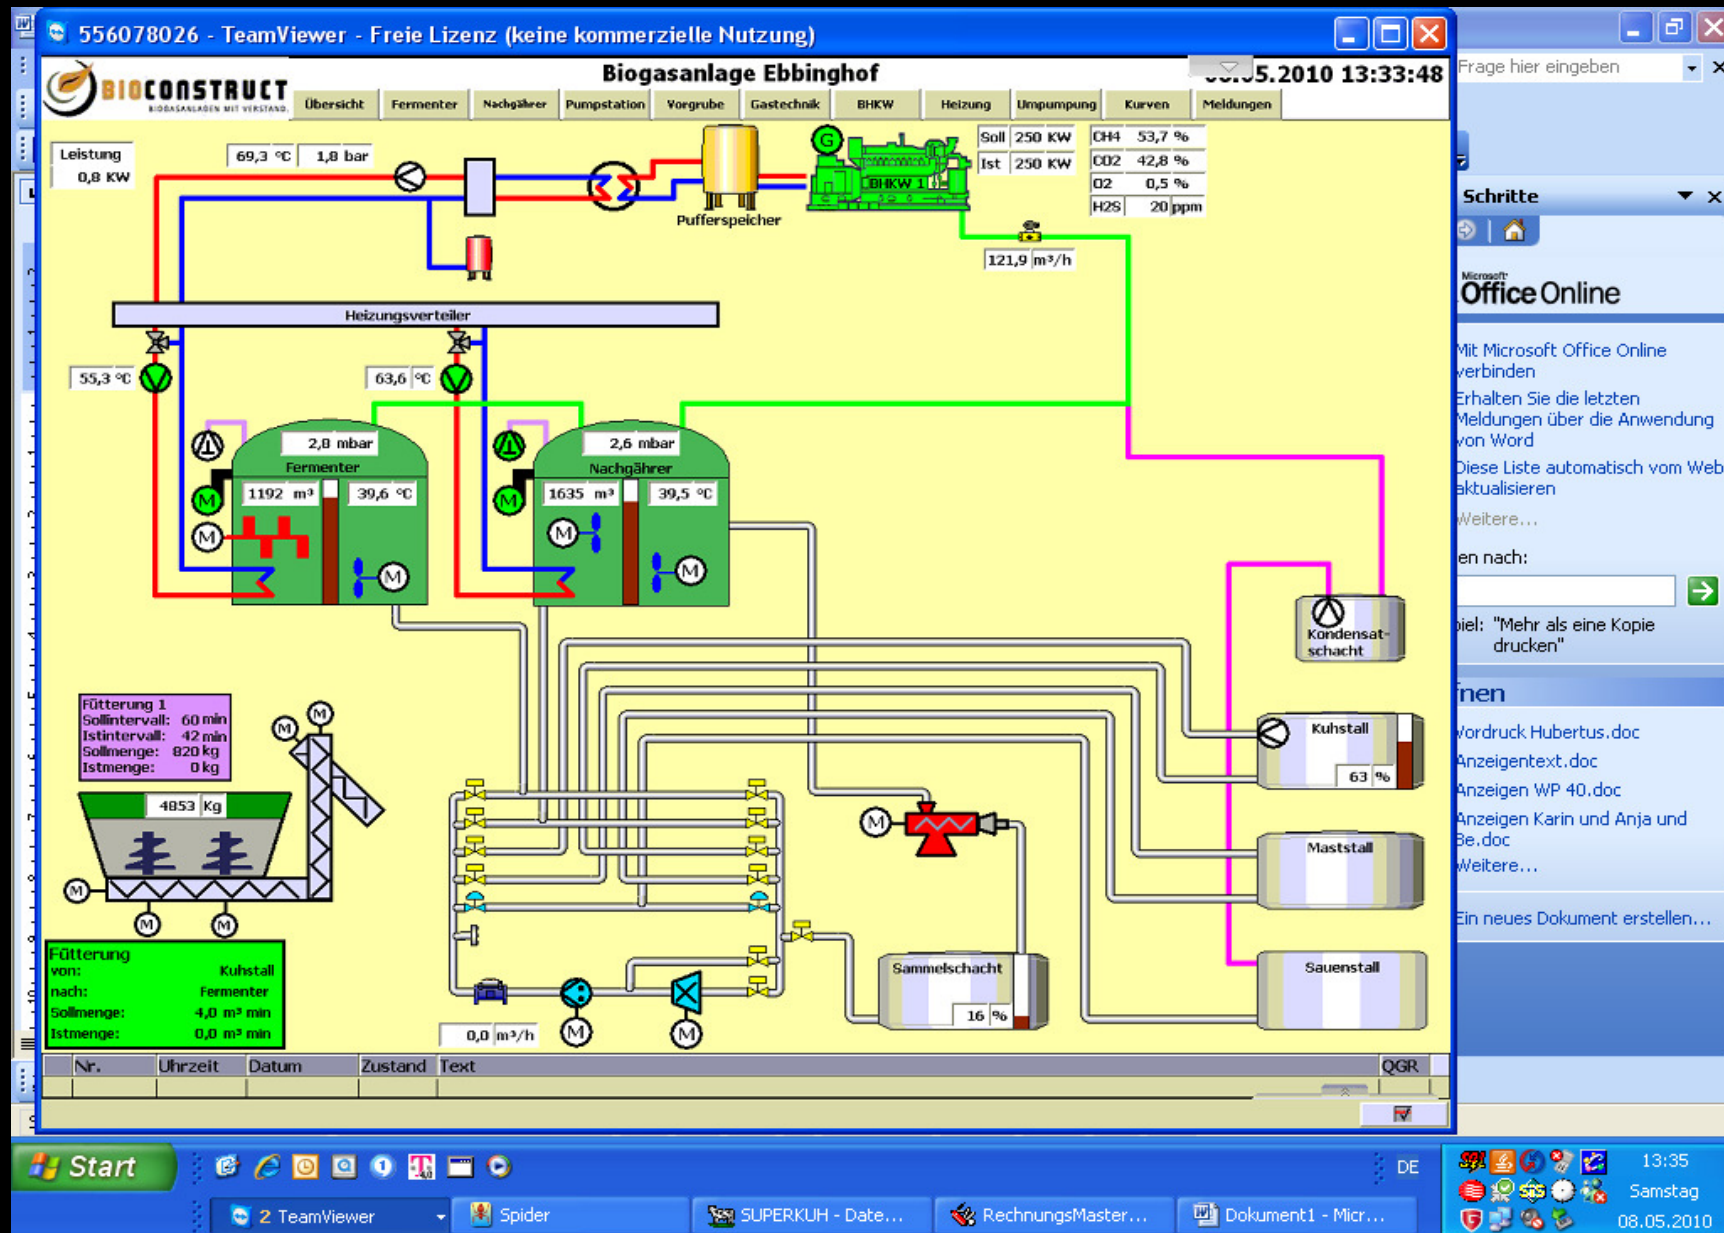 556078026 - TeamViewer - Freie Lizenz (keine kommerzielle Nutzung)
Frage hier eingeben
BIOCONSTRUCT
BIOGASANLAGEN MIT VERSTAND.
Biogasanlage Ebbinghof
.05.2010 13:33:48
Übersicht Fermenter Nachgährer Pumpstation Vorgrube Gastechnik BHKW Heizung Umpumpung Kurven Meldungen
Leistung
0,8 KW
69,3 °C 1,8 bar
G
BHKW 1
Pufferspeicher
Soll 250 KW
Ist 250 KW
CH4 53,7 %
CO2 42,8 %
O2 0,5 %
H2S 20 ppm
121,9 m³/h
Heizungsverteiler
55,3 °C
63,6 °C
2,8 mbar
Fermenter
1192 m³ 39,6 °C
M
M
M
2,6 mbar
Nachgährer
1635 m³ 39,5 °C
M
M
M
Kondensat-
schacht
Kuhstall
63 %
Maststall
Sauenstall
Sammelschacht
16 %
M
Fütterung 1
Sollintervall: 60 min
Istintervall: 42 min
Sollmenge: 820 kg
Istmenge: 0 kg
4853 Kg
M
M
M
M
M
Fütterung
von: Kuhstall
nach: Fermenter
Sollmenge: 4,0 m³ min
Istmenge: 0,0 m³ min
0,0 m³/h
M
M
Nr. Uhrzeit Datum Zustand Text QGR
Schritte
Microsoft
Office Online
Mit Microsoft Office Online
verbinden
Erhalten Sie die letzten
Meldungen über die Anwendung
von Word
Diese Liste automatisch vom Web
aktualisieren
Weitere...
en nach:
piel: "Mehr als eine Kopie
drucken"
fnen
Vordruck Hubertus.doc
Anzeigentext.doc
Anzeigen WP 40.doc
Anzeigen Karin und Anja und
Be.doc
Weitere...
Ein neues Dokument erstellen...
Start
DE
13:35
Samstag
08.05.2010
2 TeamViewer
Spider
SUPERKUH - Date...
RechnungsMaster...
Dokument1 - Micr...